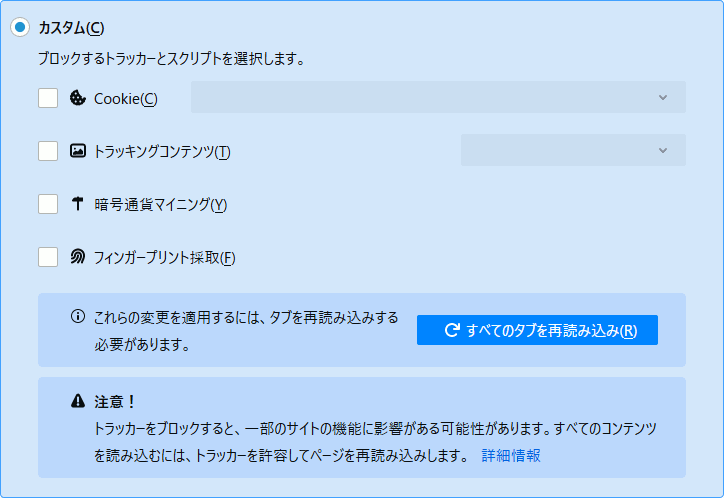 カスタム(C)
ブロックするトラッカーとスクリプトを選択します。
Cookie(C)
トラッキングコンテンツ(T)
暗号通貨マイニング(Y)
フィンガープリント採取(F)
これらの変更を適用するには、タブを再読み込みする
必要があります。
すべてのタブを再読み込み(R)
注意！
トラッカーをブロックすると、一部のサイトの機能に影響がある可能性があります。すべてのコンテンツ
を読み込むには、トラッカーを許容してページを再読み込みします。 詳細情報